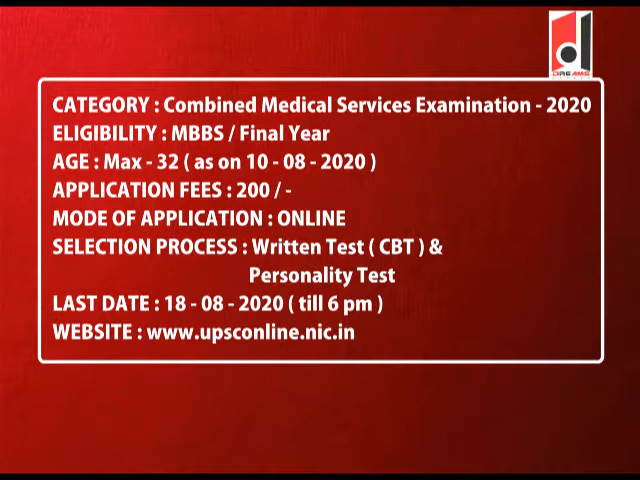 DREAMS
CATEGORY : Combined Medical Services Examination - 2020
ELIGIBILITY : MBBS / Final Year
AGE : Max - 32 ( as on 10 - 08 - 2020 )
APPLICATION FEES : 200 / -
MODE OF APPLICATION : ONLINE
SELECTION PROCESS : Written Test ( CBT ) &
Personality Test
LAST DATE : 18 - 08 - 2020 ( till 6 pm )
WEBSITE : www.upsconline.nic.in